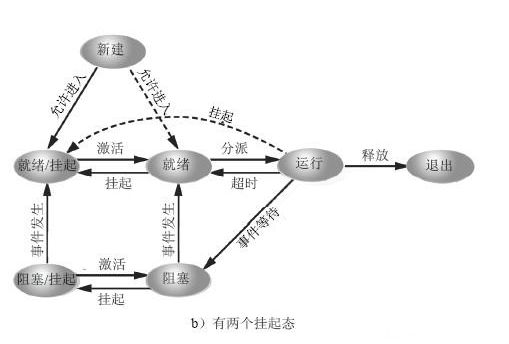 新建
允许进入
允许进入
挂起
就绪/挂起
激活
挂起
就绪
分派
超时
运行
释放
退出
事件发生
事件发生
事件等待
阻塞/挂起
激活
挂起
阻塞
b）有两个挂起态